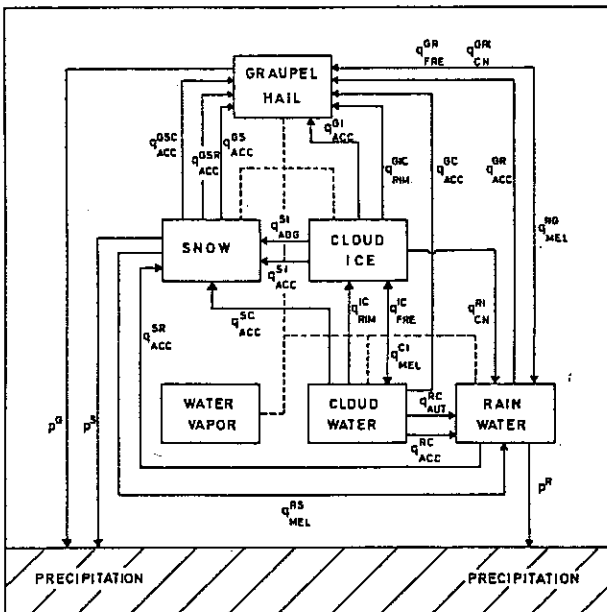 q^{GR}_{FRE} q^{GRI}_{CN}
GRAUPEL
HAIL
q^{GSC}_{ACC} q^{GSR}_{ACC} q^{GS}_{ACC} q^{GI}_{ACC} q^{GIC}_{RIM} q^{GC}_{ACC} q^{GR}_{ACC}
q^{RG}_{MEL}
SNOW
q^{SI}_{AGG}
q^{SI}_{ACC}
CLOUD
ICE
q^{SR}_{ACC} q^{SC}_{ACC} q^{IC}_{RIM} q^{IC}_{FRE} q^{RI}_{CN}
q^{CI}_{MEL}
WATER
VAPOR
CLOUD
WATER
q^{RC}_{AUT}
q^{RC}_{ACC}
RAIN
WATER
p^G p^S p^R
q^{RS}_{MEL}
PRECIPITATION PRECIPITATION